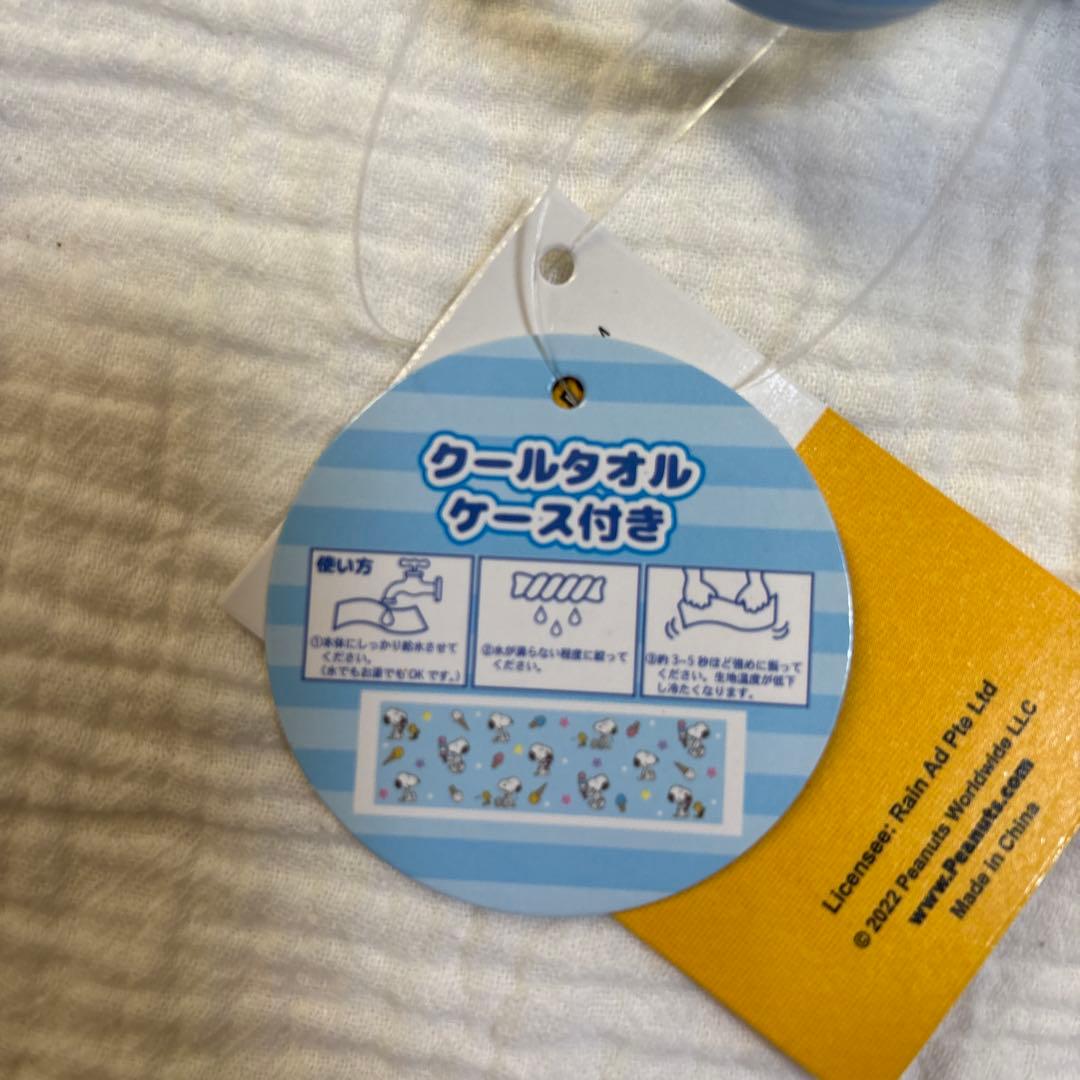 クールタオル
ケース付き
使い方
①本体にしっかり給水させて
ください。
(水でもお湯でもOKです。)
②水が滴らない程度に絞って
ください。
③約3~5秒ほど強めに振って
ください。生地温度が低下
し冷たくなります。
Licensee: Rain Ad Pte Ltd
© 2022 Peanuts Worldwide LLC
www.Peanuts.com
Made in China